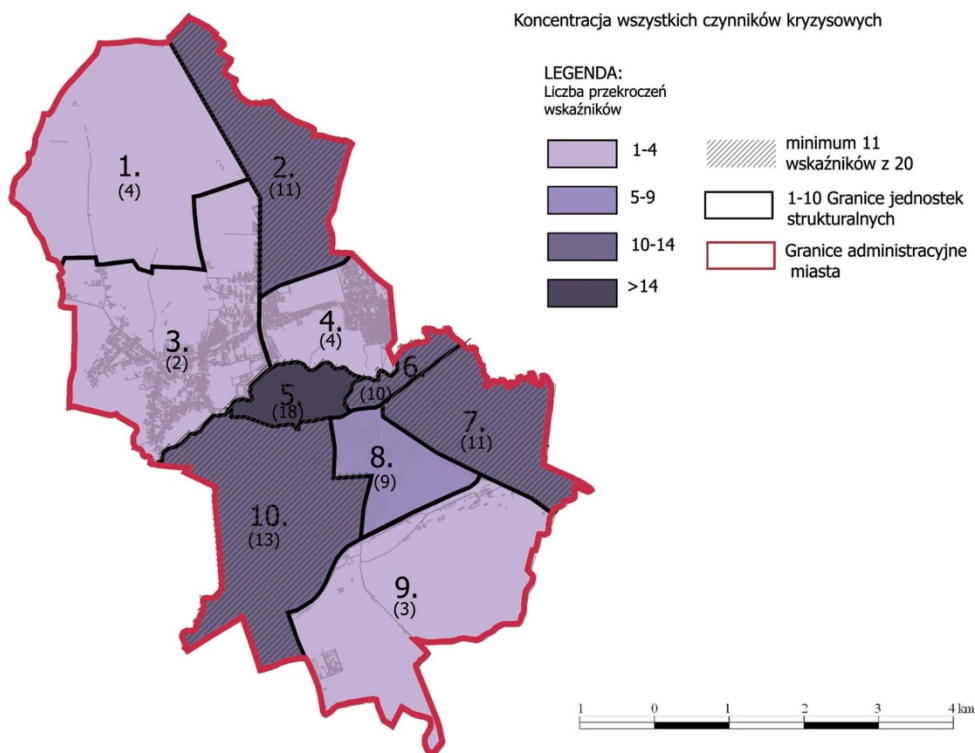 Koncentracja wszystkich czynników kryzysowych
LEGENDA:
Liczba przekroczeń
wskaźników
1-4
5-9
10-14
>14
minimum 11
wskaźników z 20
1-10 Granice jednostek
strukturalnych
Granice administracyjne
miasta
1.
(4)
2.
(11)
3.
(2)
4.
(4)
5.
(18)
6.
(10)
7.
(11)
8.
(9)
10.
(13)
9.
(3)
1 0 1 2 3 4 km